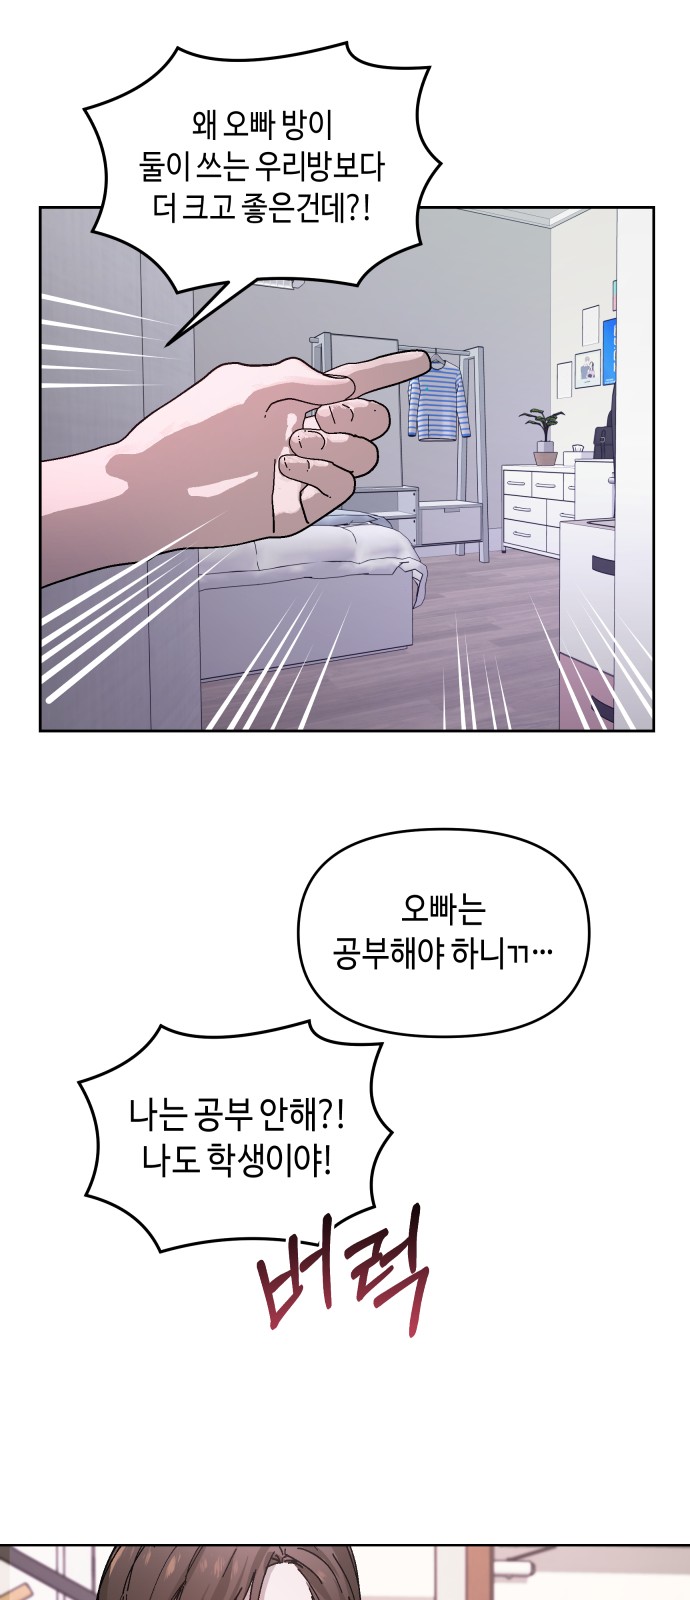 왜 오빠 방이
둘이 쓰는 우리방보다
더 크고 좋은건데?!
오빠는
공부해야 하니ㄲ…
나는 공부 안해?!
나도 학생이야!
버럭